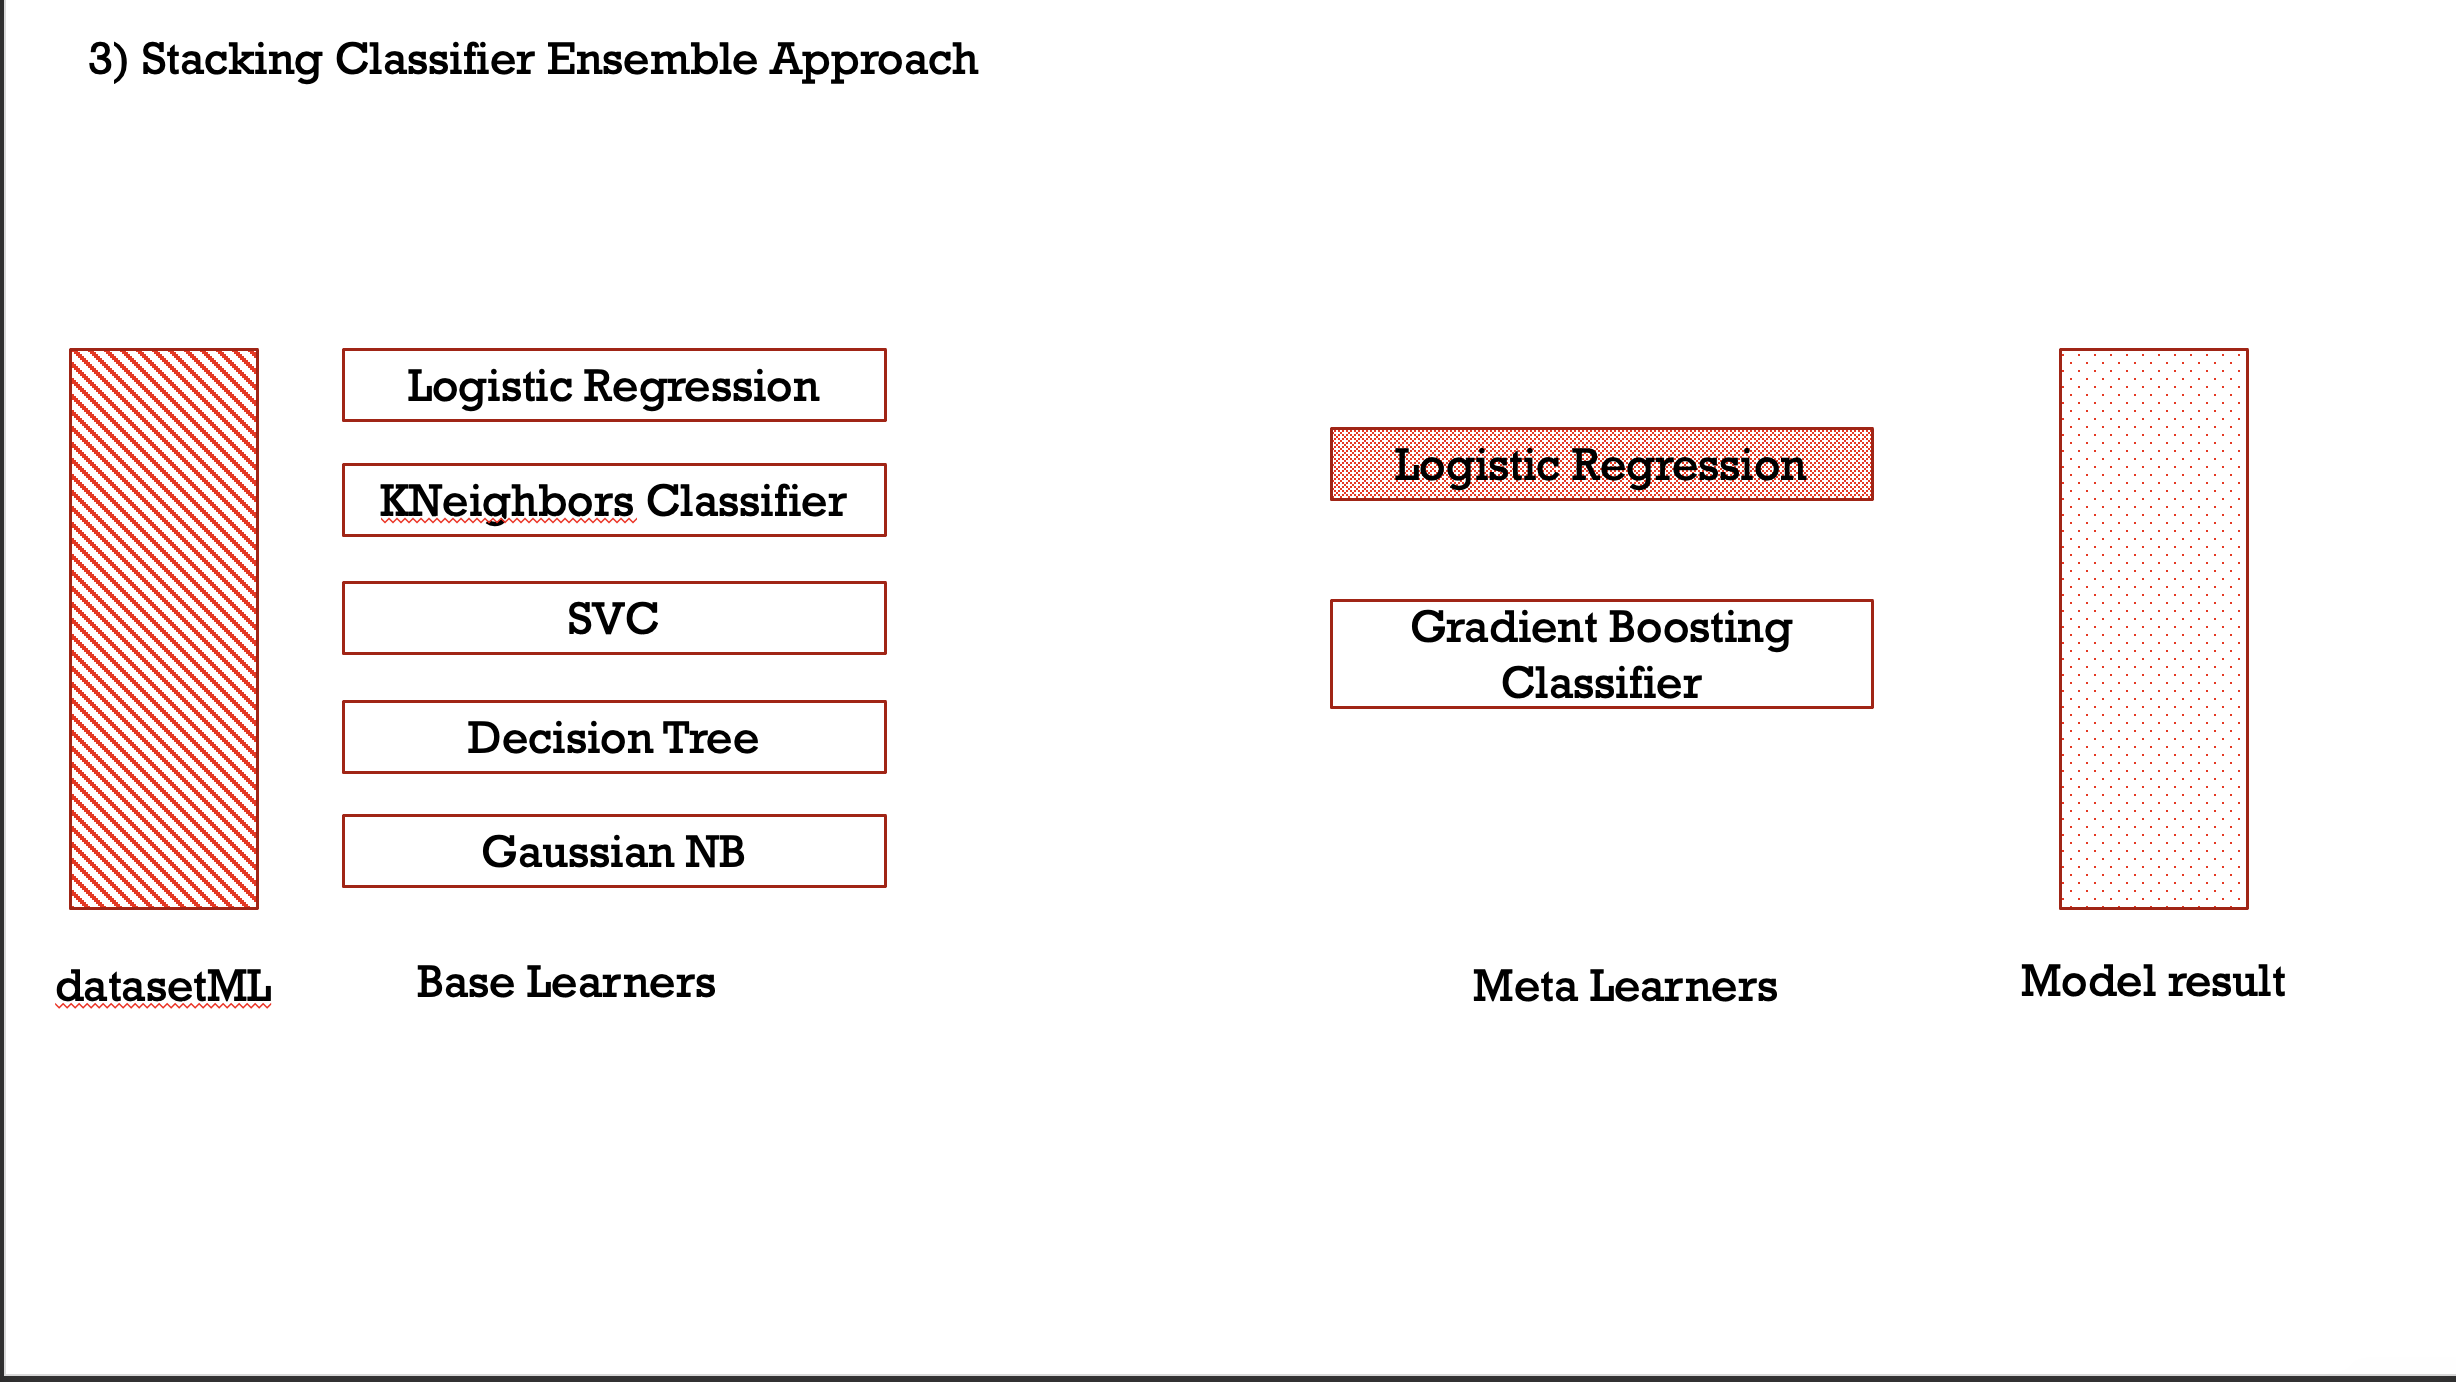 3) Stacking Classifier Ensemble Approach
Logistic Regression
KNeighbors Classifier
SVC
Decision Tree
Gaussian NB
Logistic Regression
Gradient Boosting
Classifier
datasetML
Base Learners
Meta Learners
Model result